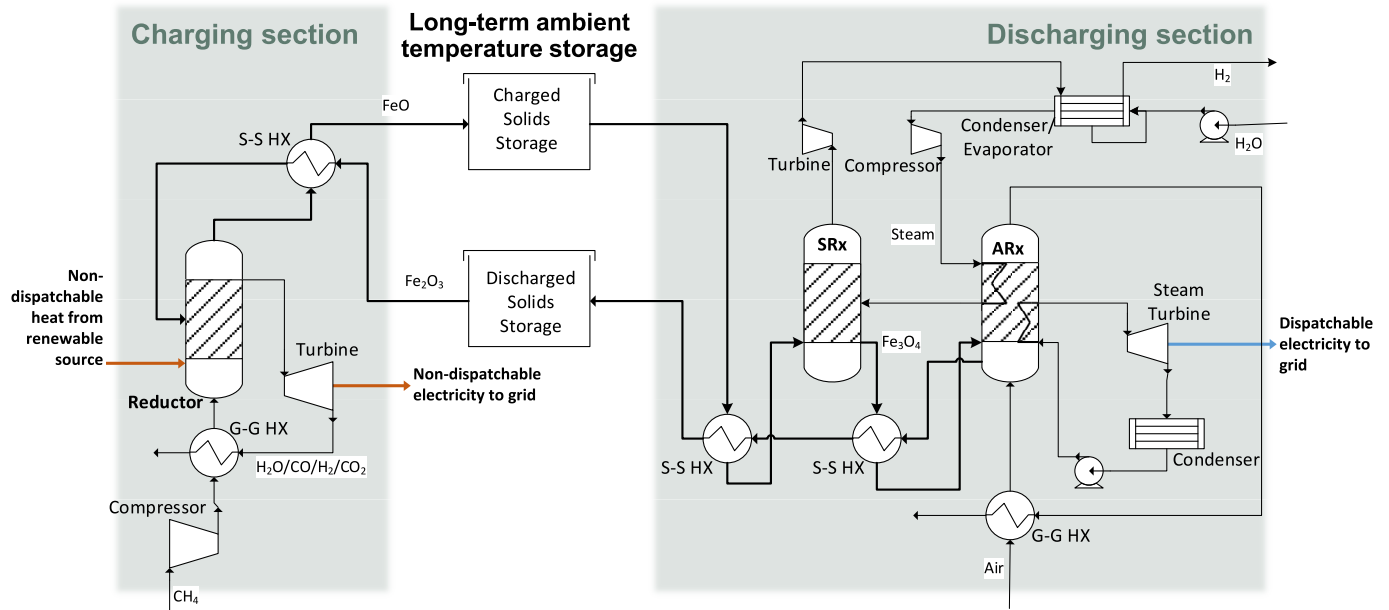 Charging section
Long-term ambient
temperature storage
Discharging section
FeO
Charged
Solids
Storage
S-S HX
H₂
Condenser/
Evaporator
H₂O
Turbine
Compressor
Steam
SRx
ARx
Non-
dispatchable
heat from
renewable
source
Fe₂O₃
Discharged
Solids
Storage
Steam
Turbine
Dispatchable
electricity to
grid
Fe₃O₄
Turbine
Non-dispatchable
electricity to grid
Reductor
G-G HX
H₂O/CO/H₂/CO₂
S-S HX
S-S HX
Condenser
Compressor
G-G HX
Air
CH₄